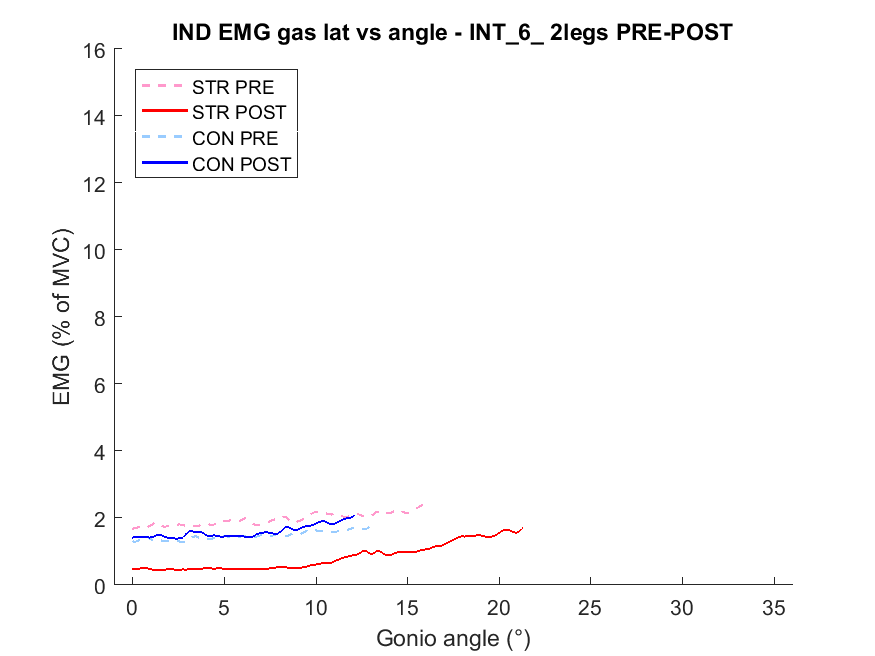 IND EMG gas lat vs angle - INT_6_ 2legs PRE-POST
16
14
12
10
8
6
4
2
0
EMG (% of MVC)
STR PRE
STR POST
CON PRE
CON POST
0 5 10 15 20 25 30 35
Gonio angle (°)